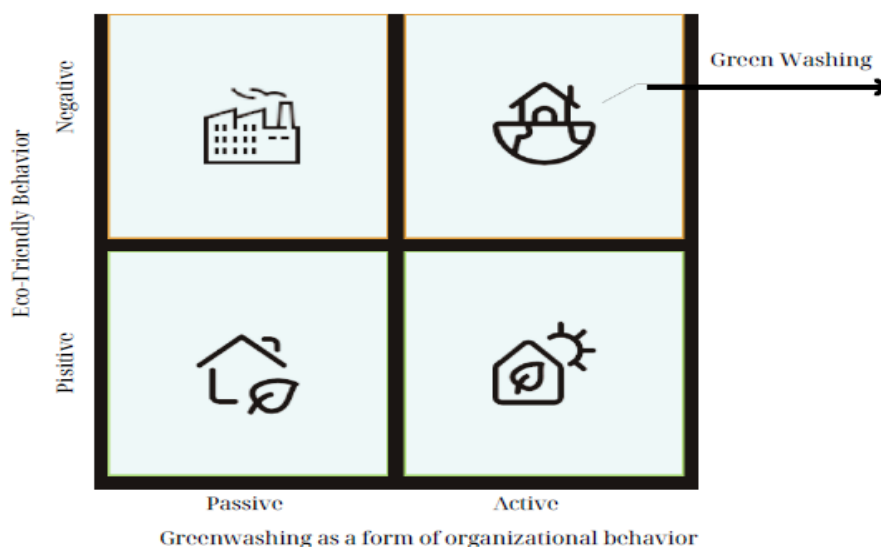 Green Washing
Negative
Eco-Friendly Behavior
Pisitive
Passive
Active
Greenwashing as a form of organizational behavior